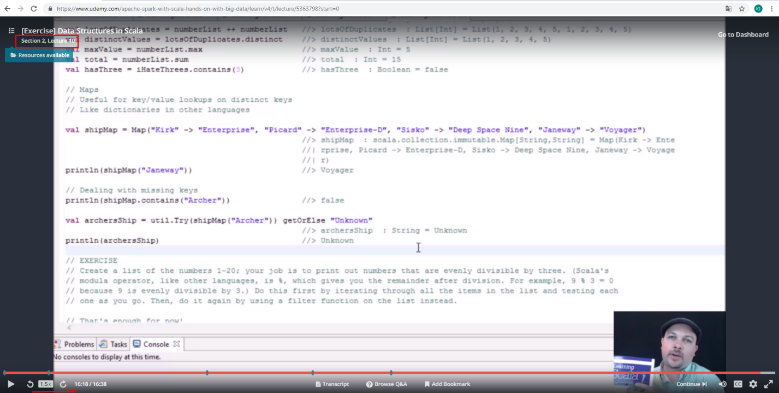 https://www.udemy.com/apache-spark-with-scala-hands-on-with-big-data/learn/v4/t/lecture/5363798?start=0
[Exercise] Data Structures in Scala
Section 2, Lecture 10
Go to Dashboard
Resources available
= numberList ++ numberList //> lotsOfDuplicates : List[Int] = List(1, 2, 3, 4, 5, 1, 2, 3, 4, 5)
distinctValues = lotsOfDuplicates.distinct //> distinctValues : List[Int] = List(1, 2, 3, 4, 5)
val maxValue = numberList.max //> maxValue : Int = 5
val total = numberList.sum //> total : Int = 15
val hasThree = iHateThrees.contains(3) //> hasThree : Boolean = false
// Maps
// Useful for key/value lookups on distinct keys
// Like dictionaries in other languages
val shipMap = Map("Kirk" -> "Enterprise", "Picard" -> "Enterprise-D", "Sisko" -> "Deep Space Nine", "Janeway" -> "Voyager")
//> shipMap : scala.collection.immutable.Map[String,String] = Map(Kirk -> Ente
//| rprise, Picard -> Enterprise-D, Sisko -> Deep Space Nine, Janeway -> Voyage
//| r)
println(shipMap("Janeway")) //> Voyager
// Dealing with missing keys
println(shipMap.contains("Archer")) //> false
val archersShip = util.Try(shipMap("Archer")) getOrElse "Unknown"
//> archersShip : String = Unknown
println(archersShip) //> Unknown
// EXERCISE
// Create a list of the numbers 1-20; your job is to print out numbers that are evenly divisible by three. (Scala's
// modula operator, like other languages, is %, which gives you the remainder after division. For example, 9 % 3 = 0
// because 9 is evenly divisible by 3.) Do this first by iterating through all the items in the list and testing each
// one as you go. Then, do it again by using a filter function on the list instead.
// That's enough for now!
Problems Tasks Console
No consoles to display at this time.
1.5x 16:18 / 16:38 Transcript Browse Q&A Add Bookmark Continue